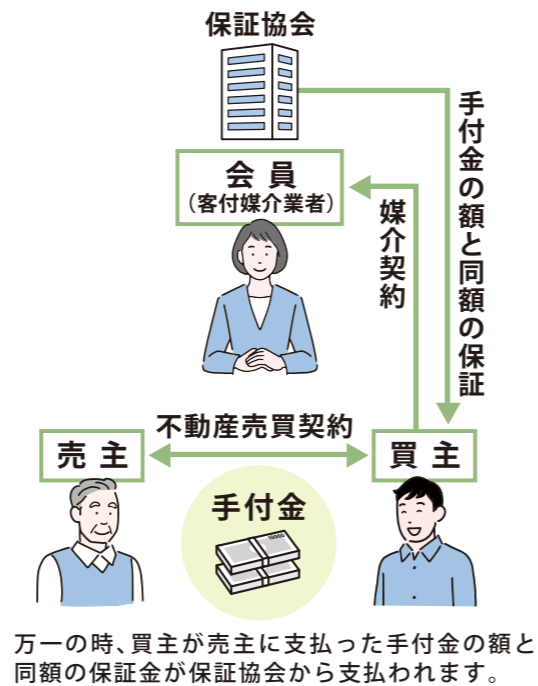 保証協会
会員
（客付媒介業者）
手付金の額と同額の保証
媒介契約
不動産売買契約
売主
買主
手付金
10000
万一の時、買主が売主に支払った手付金の額と
同額の保証金が保証協会から支払われます。